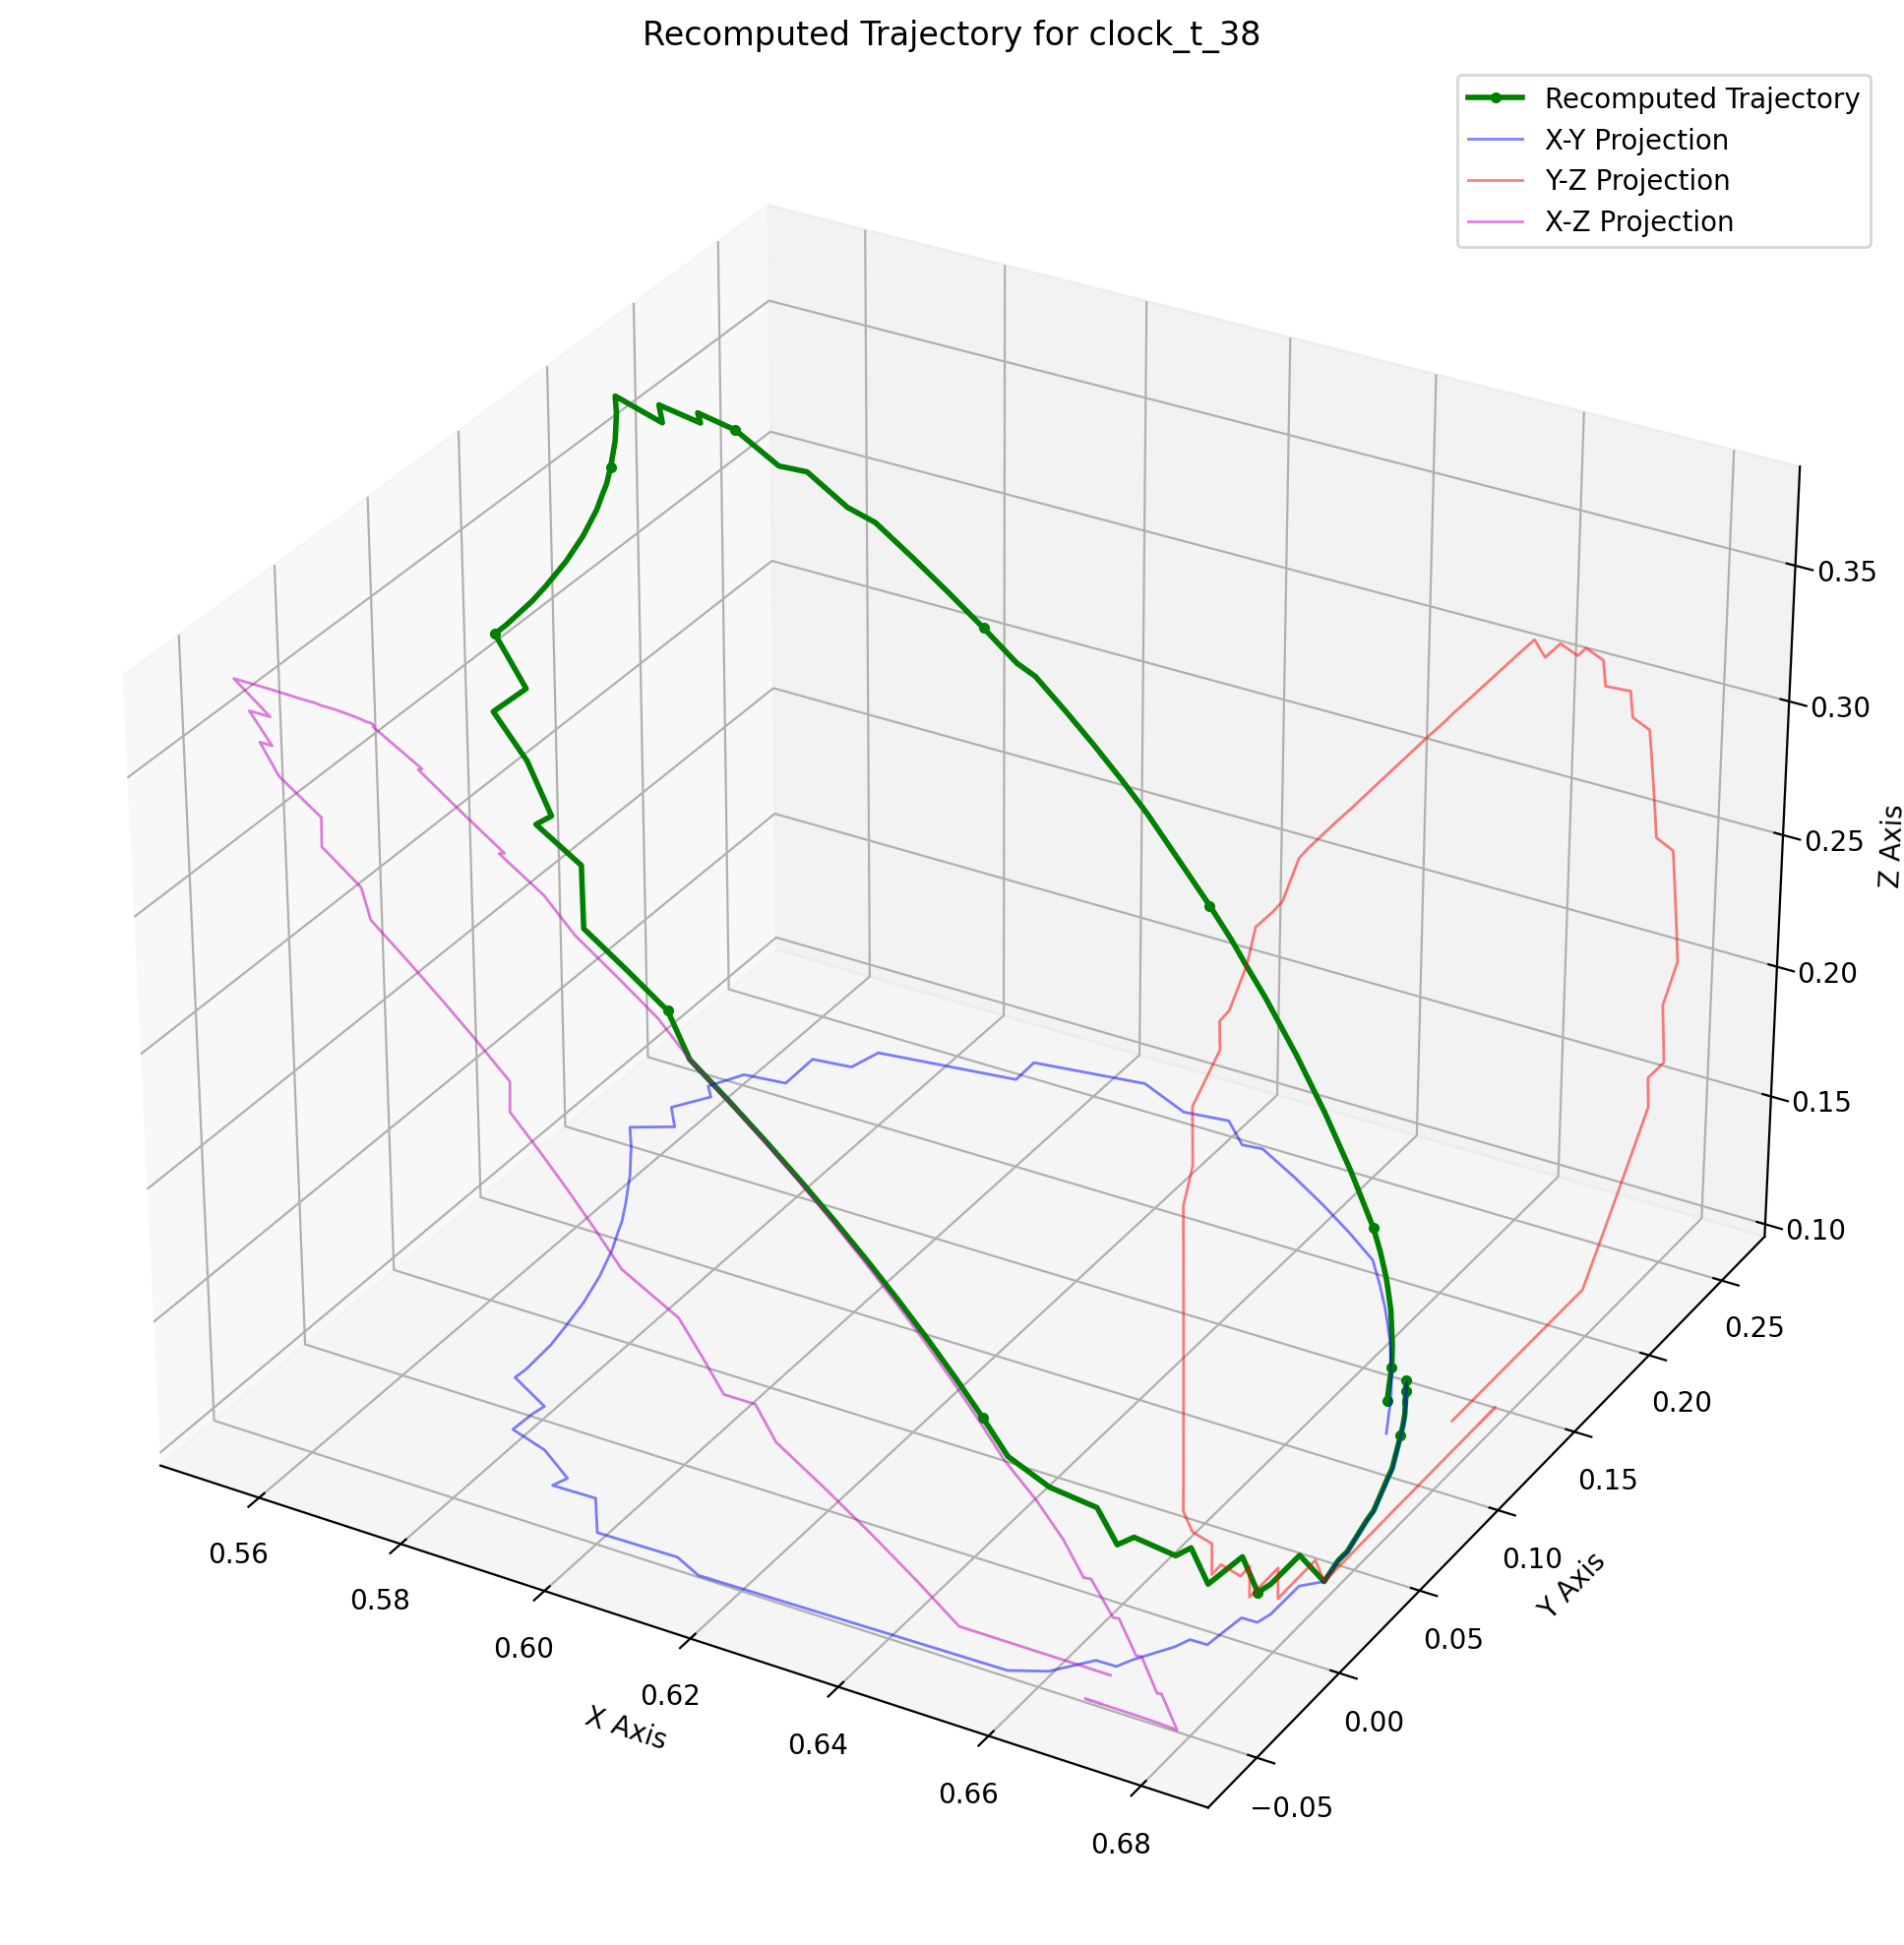 Recomputed Trajectory for clock_t_38
Recomputed Trajectory
X-Y Projection
Y-Z Projection
X-Z Projection
0.35
0.30
0.25
0.20
0.15
0.10
Z Axis
0.25
0.20
0.15
0.10
0.05
0.00
−0.05
Y Axis
0.56
0.58
0.60
0.62
0.64
0.66
0.68
X Axis